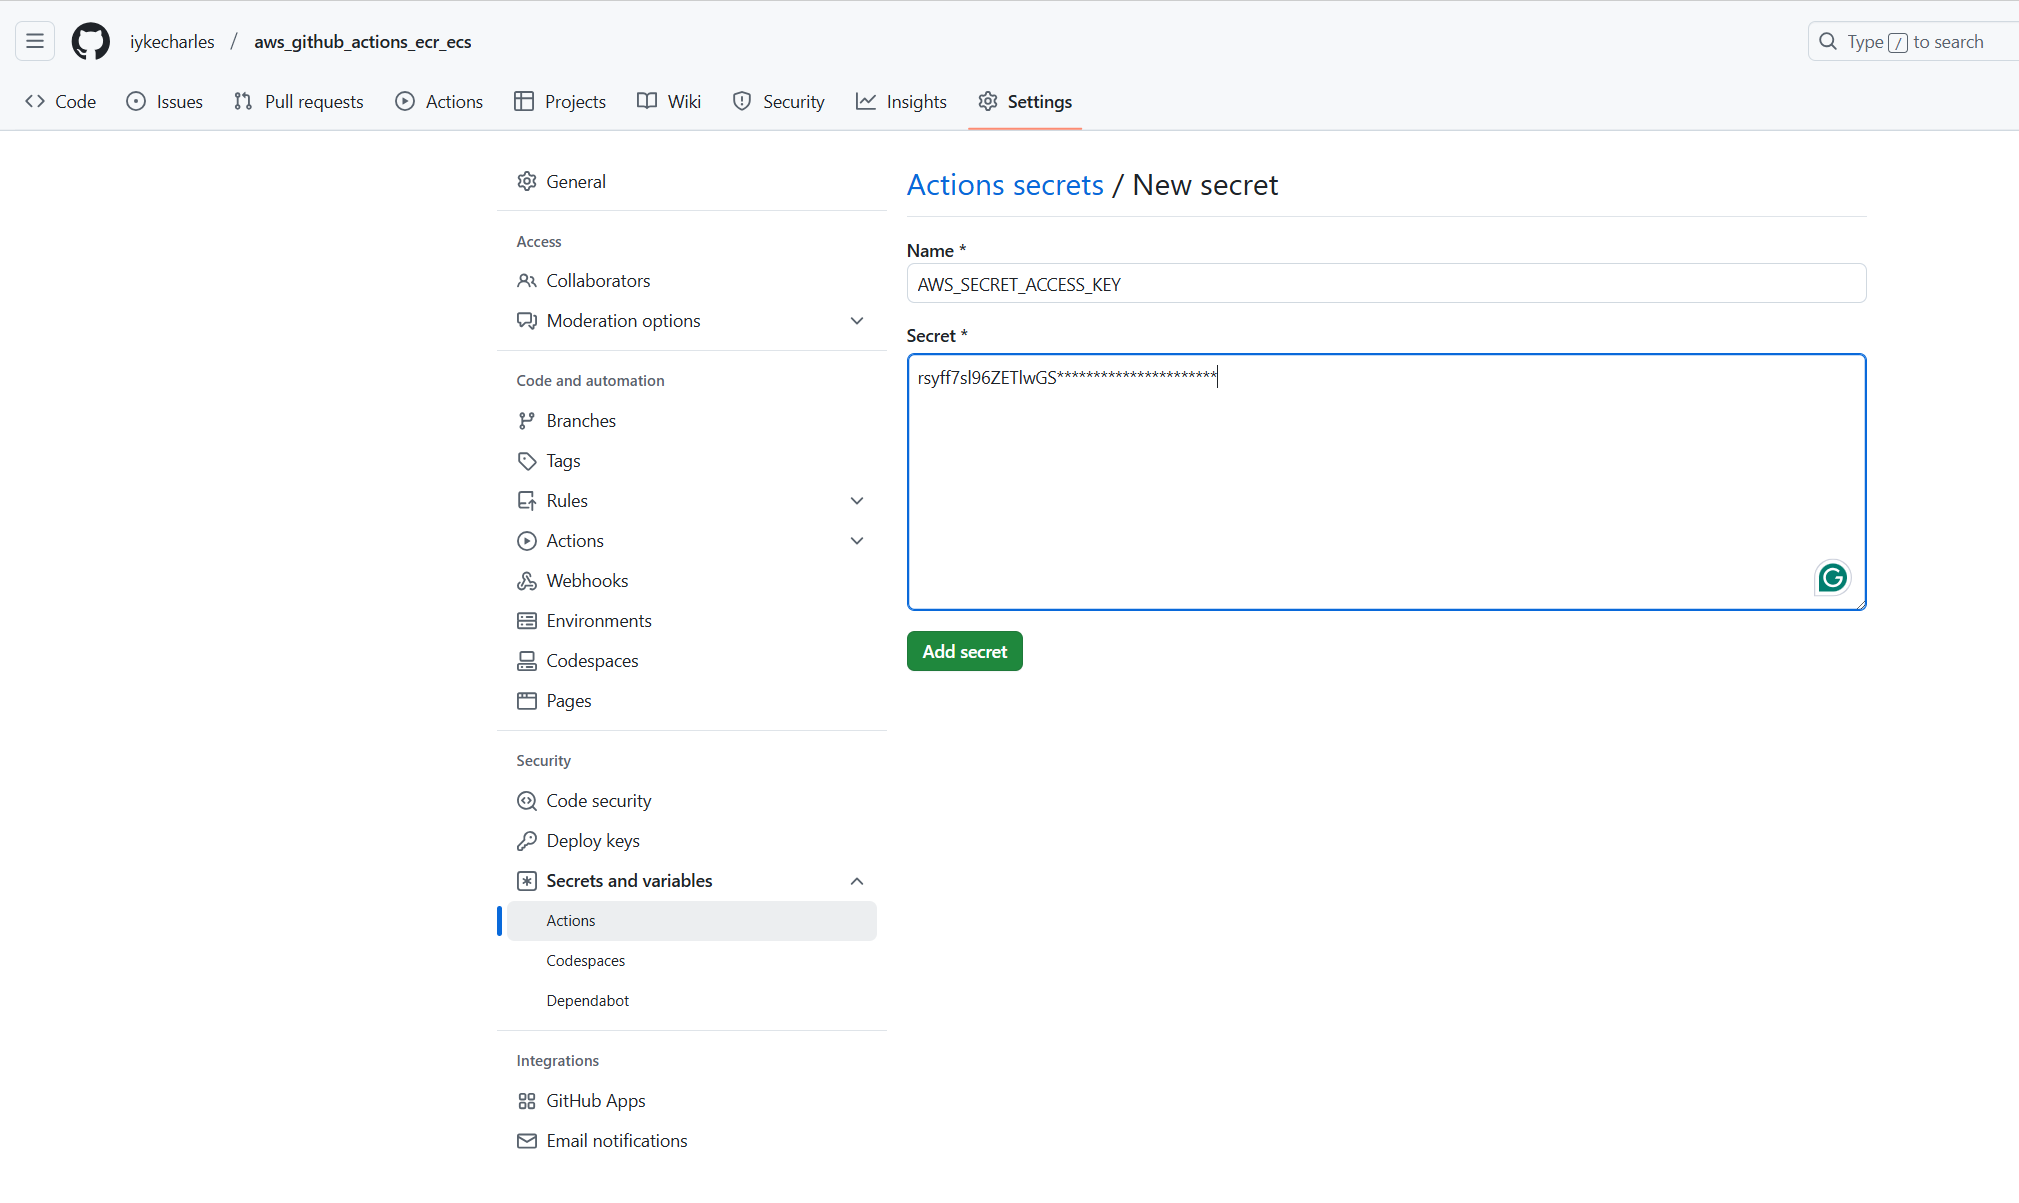 iykecharles / aws_github_actions_ecr_ecs
Type / to search
Code Issues Pull requests Actions Projects Wiki Security Insights Settings
General
Access
Collaborators
Moderation options
Code and automation
Branches
Tags
Rules
Actions
Webhooks
Environments
Codespaces
Pages
Security
Code security
Deploy keys
Secrets and variables
Actions
Codespaces
Dependabot
Integrations
GitHub Apps
Email notifications
Actions secrets / New secret
Name *
AWS_SECRET_ACCESS_KEY
Secret *
rsyff7sl96ZETlwGS**********************
Add secret